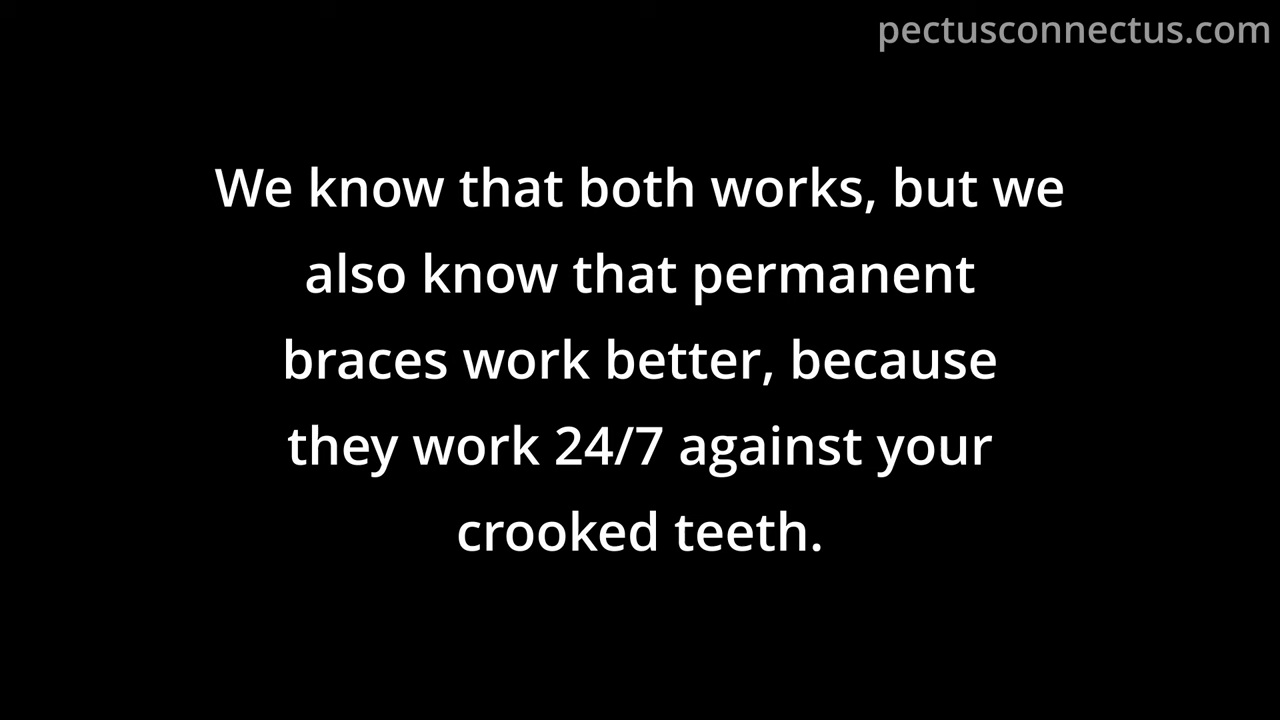 pectusconnectus.com
We know that both works, but we
also know that permanent
braces work better, because
they work 24/7 against your
crooked teeth.